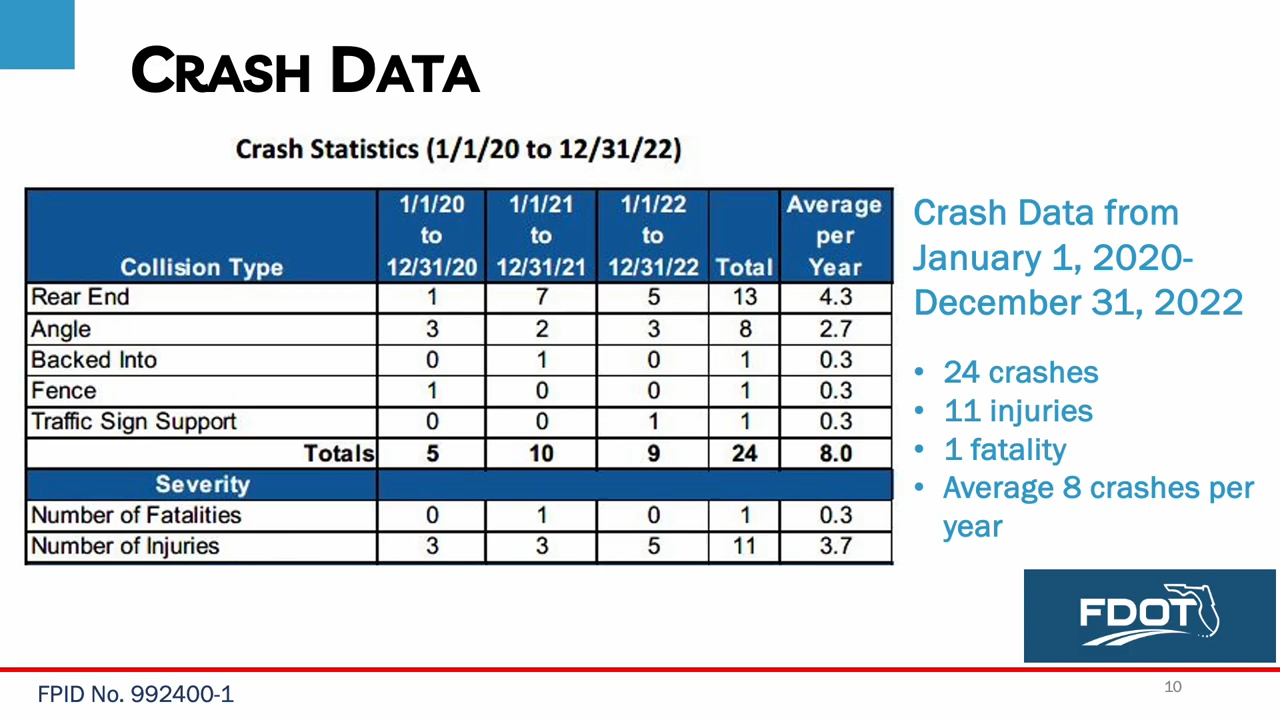 CRASH DATA
Crash Statistics (1/1/20 to 12/31/22)
Collision Type 1/1/20 to 12/31/20 1/1/21 to 12/31/21 1/1/22 to 12/31/22 Total Average per Year
Rear End 1 7 5 13 4.3
Angle 3 2 3 8 2.7
Backed Into 0 1 0 1 0.3
Fence 1 0 0 1 0.3
Traffic Sign Support 0 0 1 1 0.3
Totals 5 10 9 24 8.0
Severity
Number of Fatalities 0 1 0 1 0.3
Number of Injuries 3 3 5 11 3.7
Crash Data from
January 1, 2020-
December 31, 2022
• 24 crashes
• 11 injuries
• 1 fatality
• Average 8 crashes per
year
FDOT
FPID No. 992400-1
10